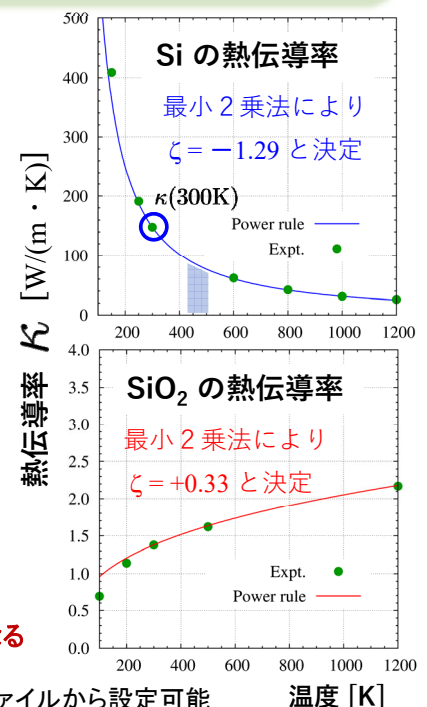 500
Si の熱伝導率
400
最小２乗法により
300
ζ = −1.29 と決定
200
κ(300K)
Power rule
100
Expt.
0
200 400 600 800 1000 1200
熱伝導率 κ [W/(m・K)]
4.0
3.5
SiO₂ の熱伝導率
3.0
最小２乗法により
2.5
ζ = +0.33 と決定
2.0
1.5
1.0
Expt.
0.5
Power rule
0.0
200 400 600 800 1000 1200
温度 [K]
ファイルから設定可能